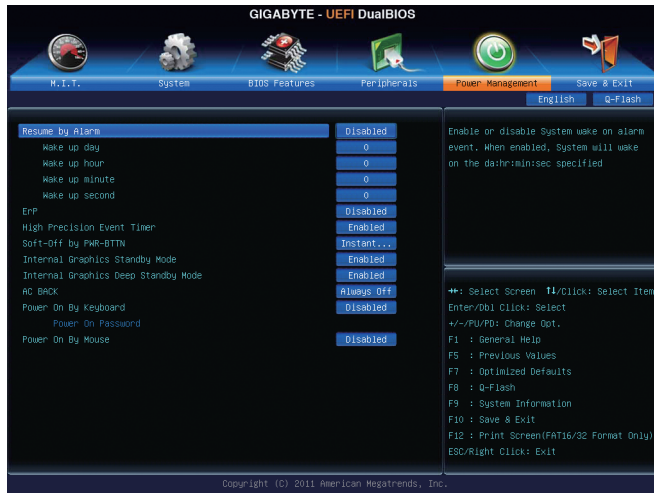 GIGABYTE - UEFI DualBIOS
M.I.T. System BIOS Features Peripherals Power Management Save & Exit
English Q-Flash
Resume by Alarm Disabled
Wake up day 0
Wake up hour 0
Wake up minute 0
Wake up second 0
ErP Disabled
High Precision Event Timer Enabled
Soft-Off by PWR-BTTN Instant...
Internal Graphics Standby Mode Enabled
Internal Graphics Deep Standby Mode Enabled
AC BACK Always Off
Power On By Keyboard Disabled
Power On Password
Power On By Mouse Disabled
Enable or disable System wake on alarm
event. When enabled, System will wake
on the da:hr:min:sec specified
→←: Select Screen ↑↓/Click: Select Item
Enter/Dbl Click: Select
+/-/PU/PD: Change Opt.
F1 : General Help
F5 : Previous Values
F7 : Optimized Defaults
F8 : Q-Flash
F9 : System Information
F10 : Save & Exit
F12 : Print Screen(FAT16/32 Format Only)
ESC/Right Click: Exit
Copyright (C) 2011 American Megatrends, Inc.